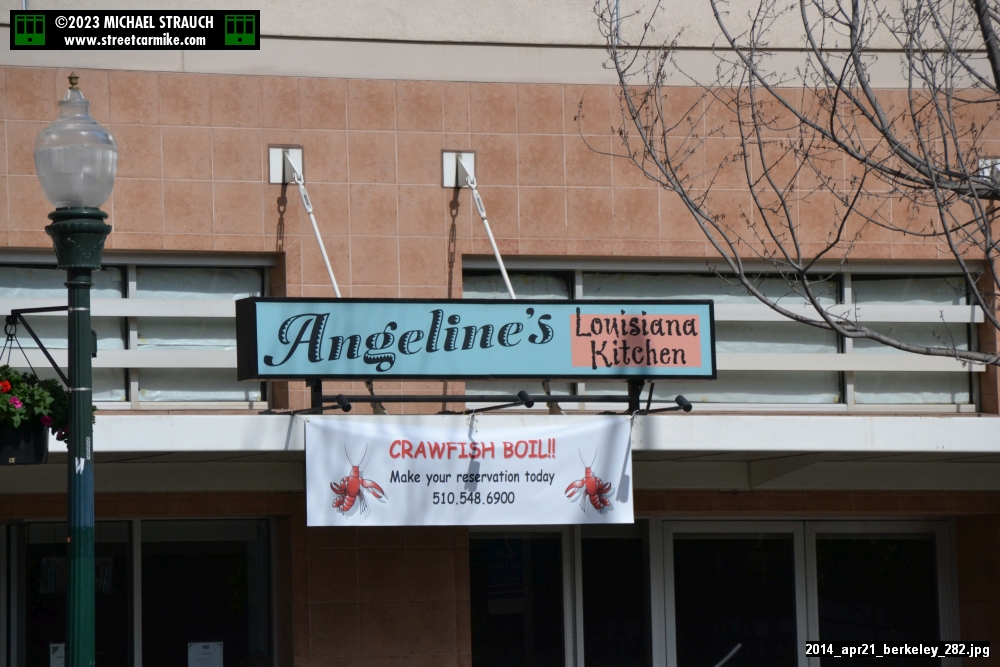 ©2023 MICHAEL STRAUCH
www.streetcarmike.com
Angeline's
Louisiana
Kitchen
CRAWFISH BOIL!!
Make your reservation today
510.548.6900
2014_apr21_berkeley_282.jpg